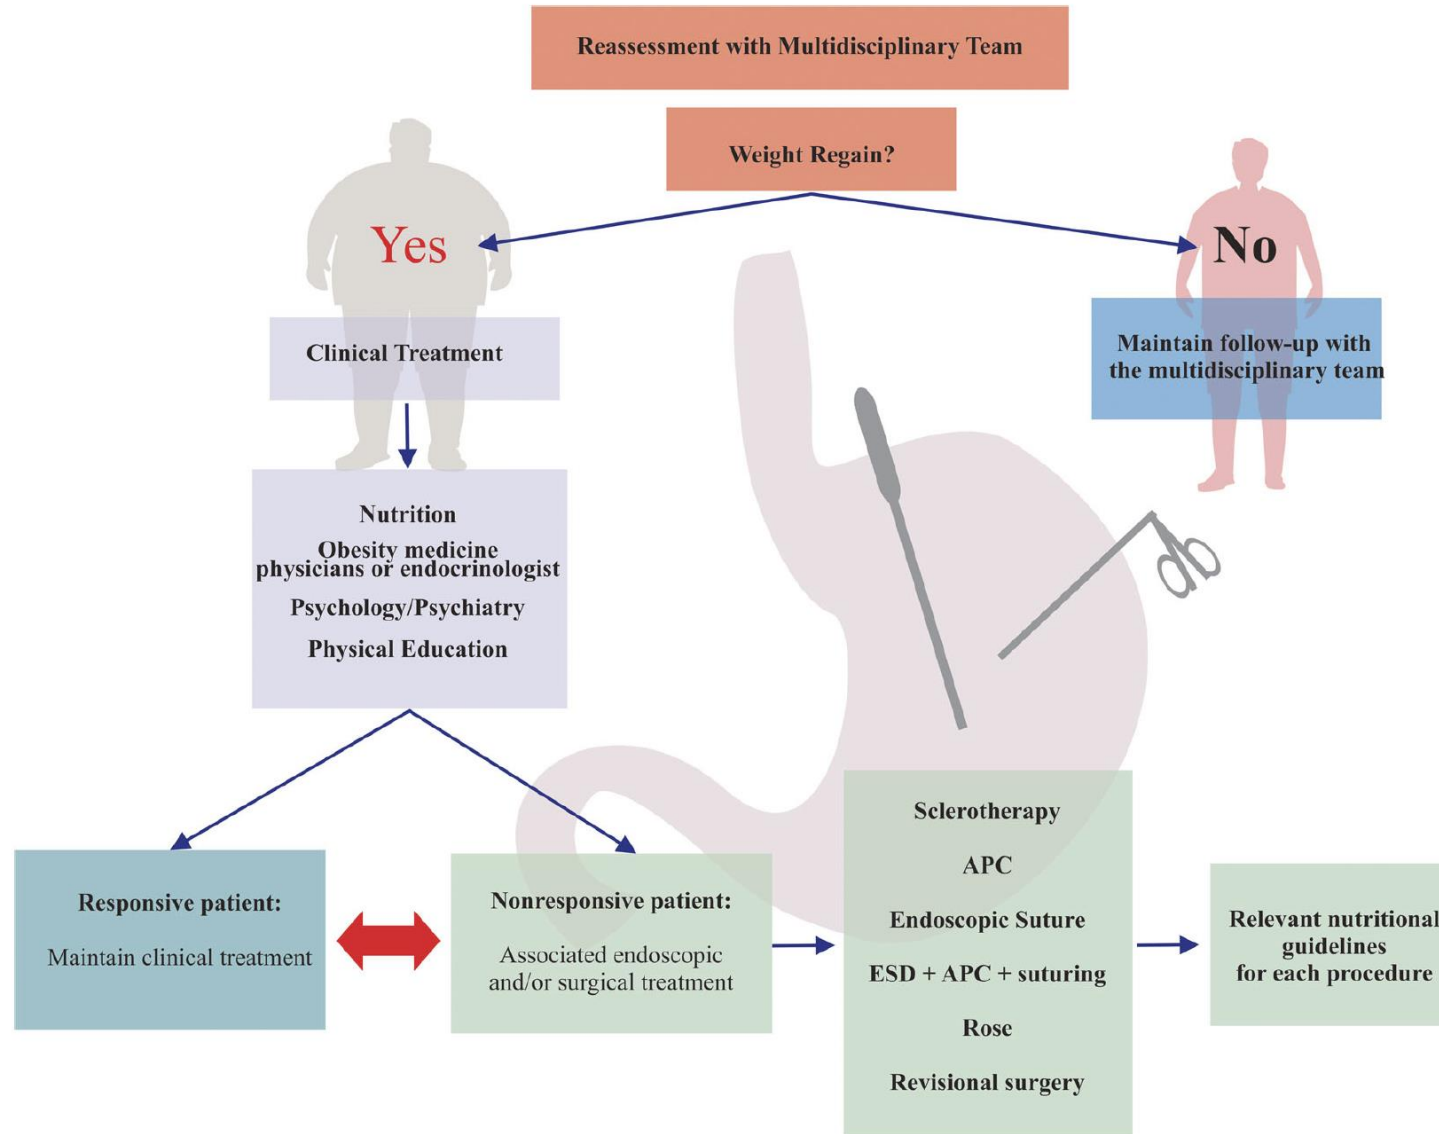 Reassessment with Multidisciplinary Team
Weight Regain?
Yes
No
Clinical Treatment
Maintain follow-up with
the multidisciplinary team
Nutrition
Obesity medicine
physicians or endocrinologist
Psychology/Psychiatry
Physical Education
Responsive patient:
Maintain clinical treatment
Nonresponsive patient:
Associated endoscopic
and/or surgical treatment
Sclerotherapy
APC
Endoscopic Suture
ESD + APC + suturing
Rose
Revisional surgery
Relevant nutritional
guidelines
for each procedure